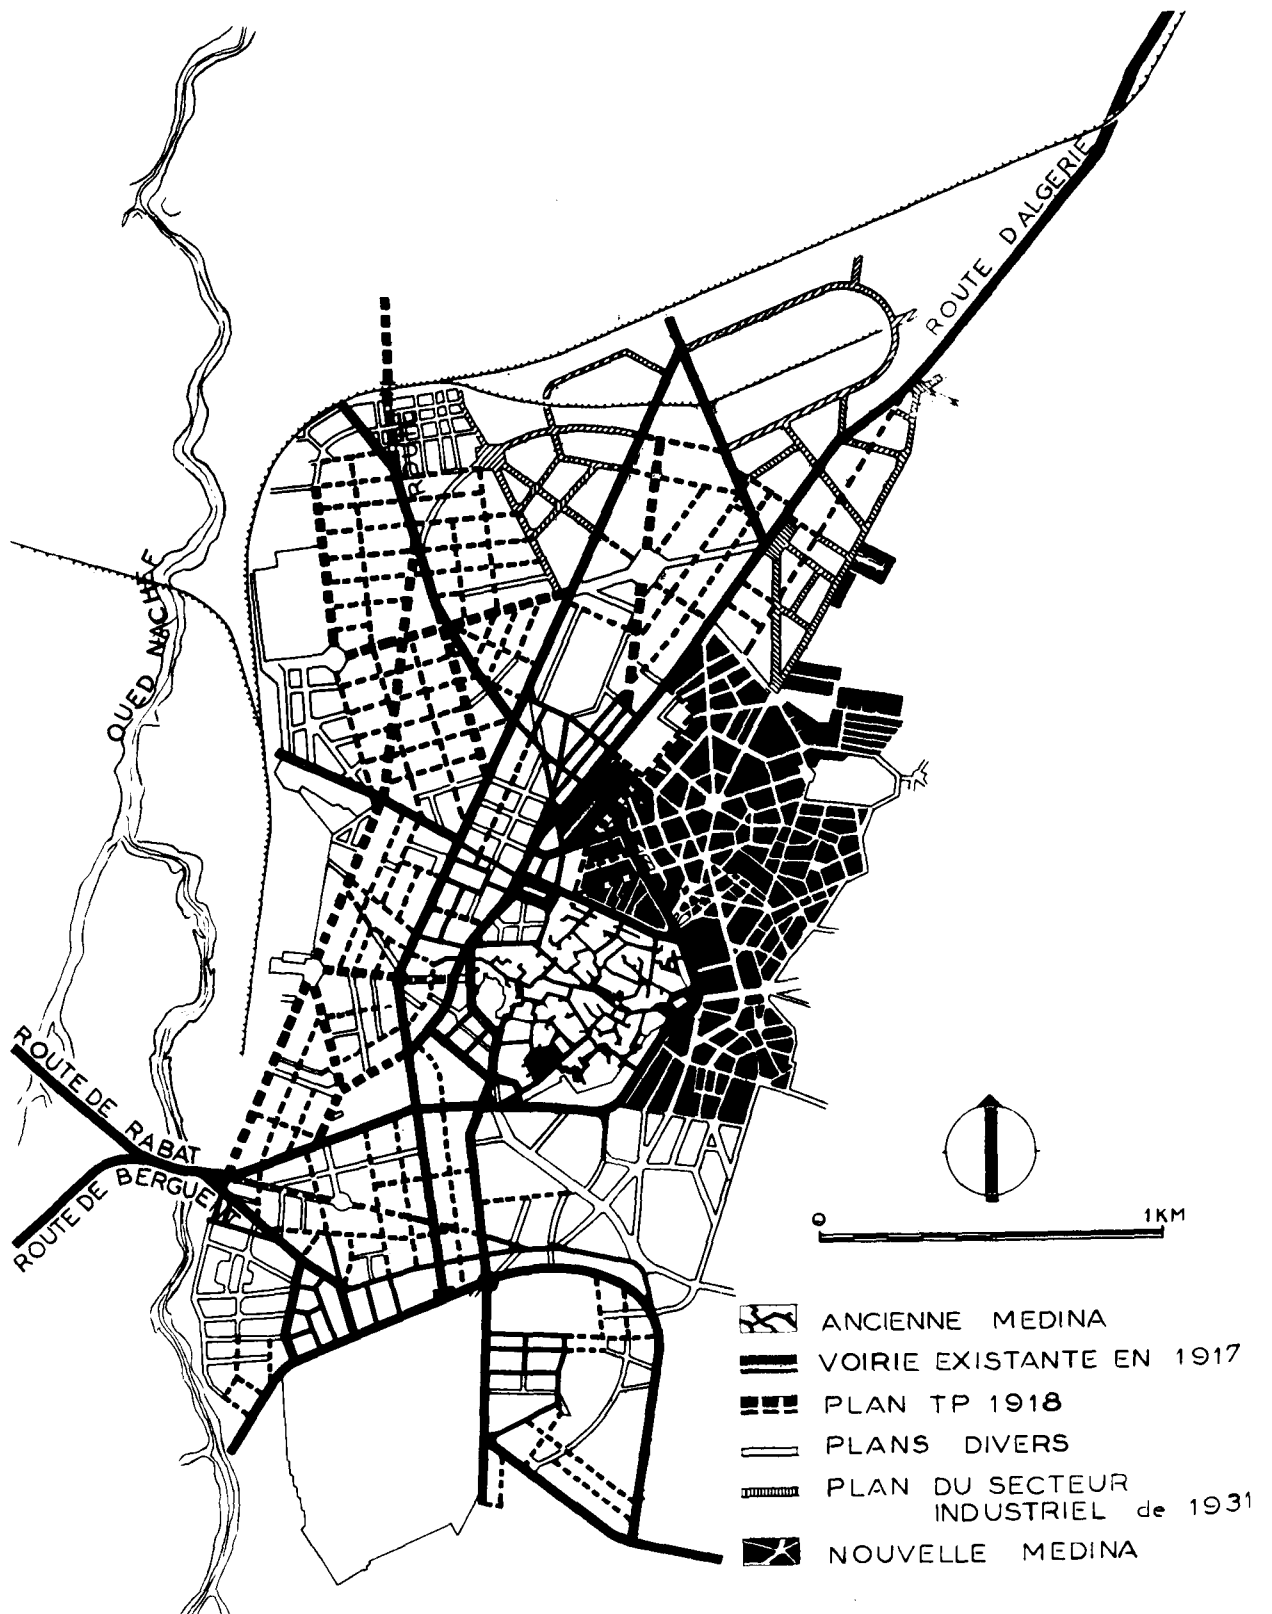 ROUTE D'ALGERIE
OUED NACHEF
ROUTE DE RABAT
ROUTE DE BERGUENT
1KM
ANCIENNE MEDINA
VOIRIE EXISTANTE EN 1917
PLAN TP 1918
PLANS DIVERS
PLAN DU SECTEUR
INDUSTRIEL de 1931
NOUVELLE MEDINA